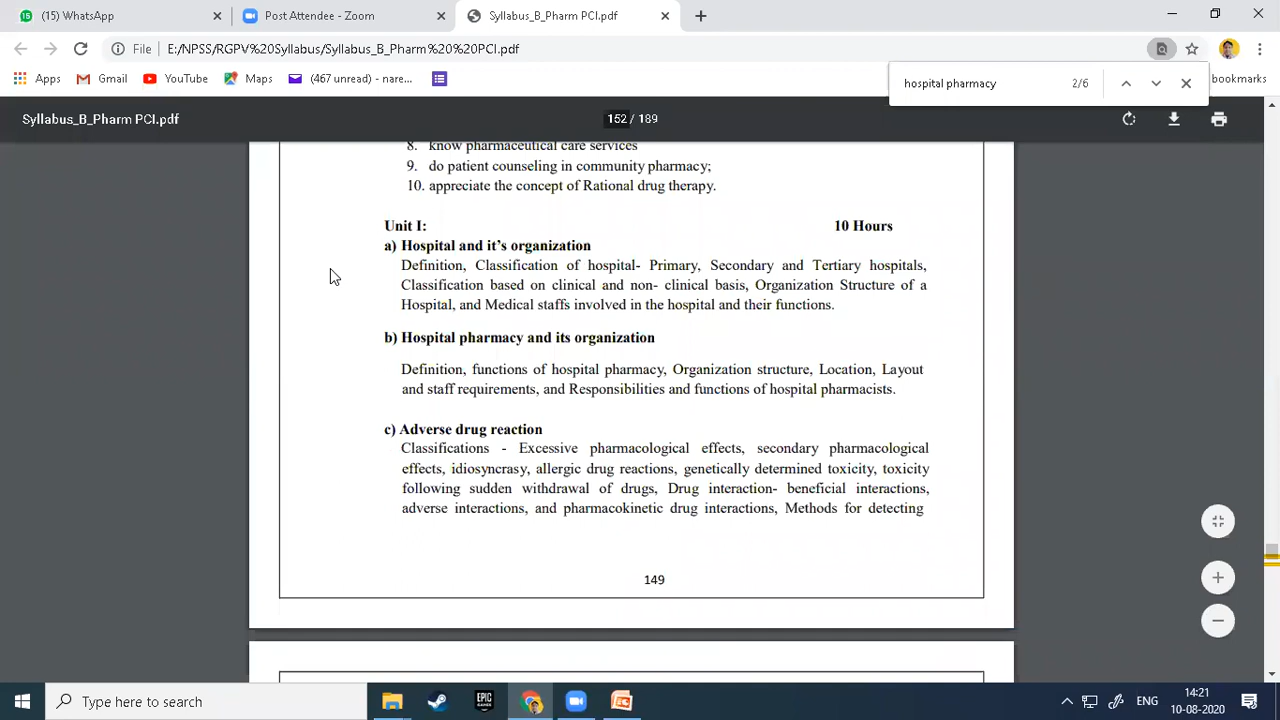 (15) WhatsApp
Post Attendee - Zoom
Syllabus_B_Pharm PCI.pdf
File
E:/NPSS/RGPV%20Syllabus/Syllabus_B_Pharm%20%20PCI.pdf
Apps
Gmail
YouTube
Maps
(467 unread) - nare...
hospital pharmacy 2/6
bookmarks
Syllabus_B_Pharm PCI.pdf
152 / 189
8. know pharmaceutical care services
9. do patient counseling in community pharmacy;
10. appreciate the concept of Rational drug therapy.
Unit I: 10 Hours
a) Hospital and it's organization
Definition, Classification of hospital- Primary, Secondary and Tertiary hospitals,
Classification based on clinical and non- clinical basis, Organization Structure of a
Hospital, and Medical staffs involved in the hospital and their functions.
b) Hospital pharmacy and its organization
Definition, functions of hospital pharmacy, Organization structure, Location, Layout
and staff requirements, and Responsibilities and functions of hospital pharmacists.
c) Adverse drug reaction
Classifications - Excessive pharmacological effects, secondary pharmacological
effects, idiosyncrasy, allergic drug reactions, genetically determined toxicity, toxicity
following sudden withdrawal of drugs, Drug interaction- beneficial interactions,
adverse interactions, and pharmacokinetic drug interactions, Methods for detecting
149
Type here to search
EPIC
GAMES
ENG
14:21
10-08-2020